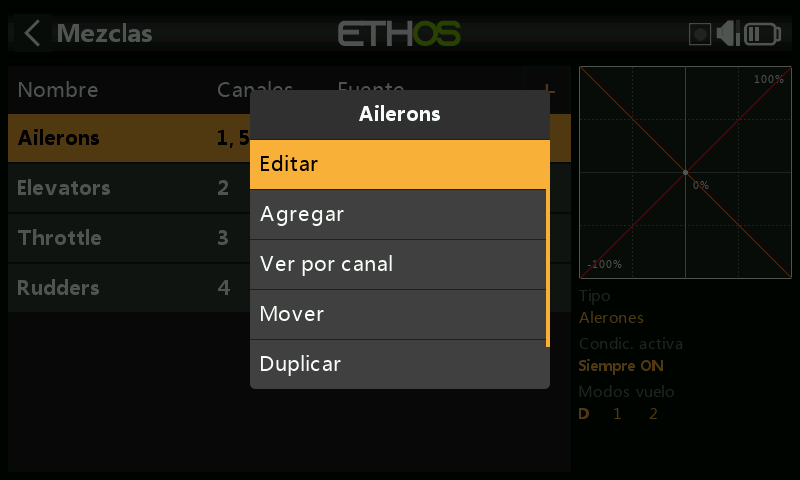 Mezclas
ETHOS
Nombre Canales Fuente +
Ailerons 1, 5
Elevators 2
Throttle 3
Rudders 4
Ailerons
Editar
Agregar
Ver por canal
Mover
Duplicar
100%
0%
-100%
Tipo
Alerones
Condic. activa
Siempre ON
Modos vuelo
D 1 2